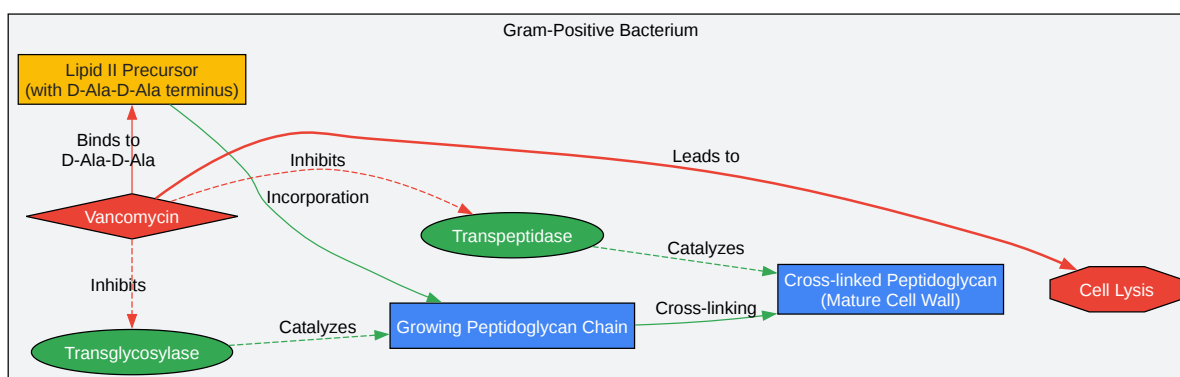 Gram-Positive Bacterium
Lipid II Precursor
(with D-Ala-D-Ala terminus)
Binds to
D-Ala-D-Ala
Inhibits
Leads to
Incorporation
Vancomycin
Transpeptidase
Catalyzes
Inhibits
Cross-linked Peptidoglycan
(Mature Cell Wall)
Cell Lysis
Cross-linking
Catalyzes
Growing Peptidoglycan Chain
Transglycosylase